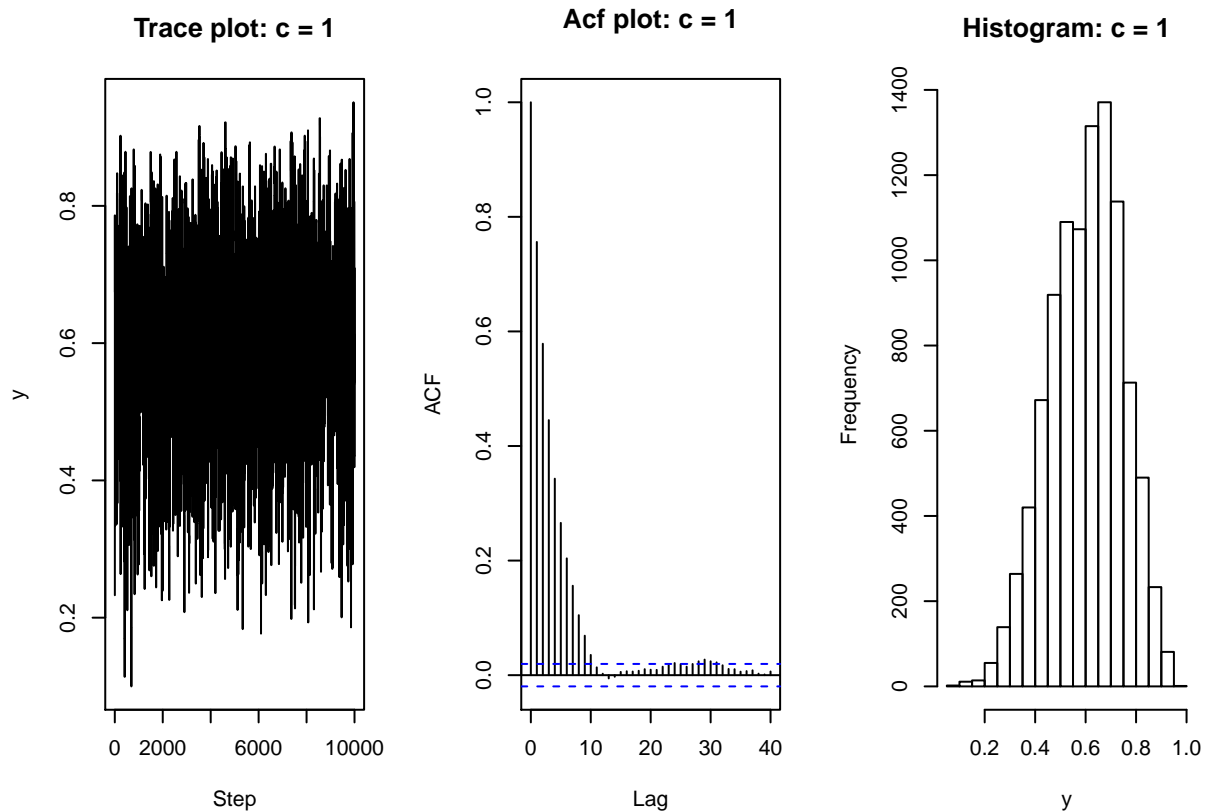 Trace plot: c = 1
0.2 0.4 0.6 0.8
y
0 2000 6000 10000
Step
Acf plot: c = 1
0.0 0.2 0.4 0.6 0.8 1.0
ACF
0 10 20 30 40
Lag
Histogram: c = 1
0 200 400 600 800 1000 1200 1400
Frequency
0.2 0.4 0.6 0.8 1.0
y